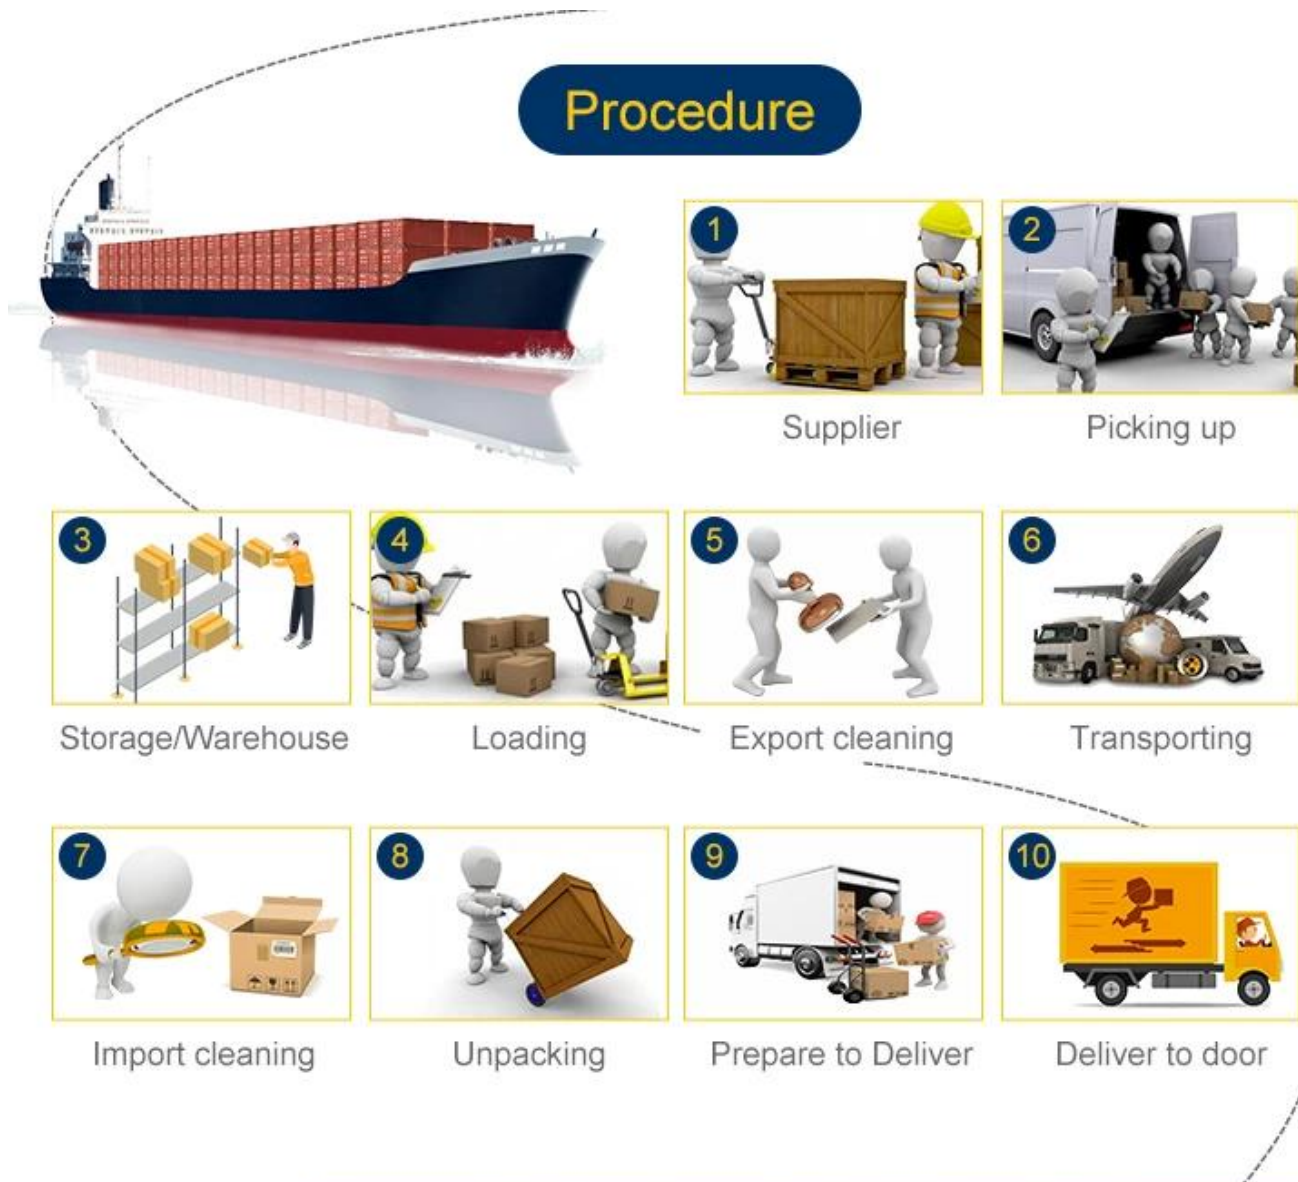 Procedure
1
2
Supplier
Picking up
3
4
5
6
Storage/Warehouse
Loading
Export cleaning
Transporting
7
8
9
10
Import cleaning
Unpacking
Prepare to Deliver
Deliver to door